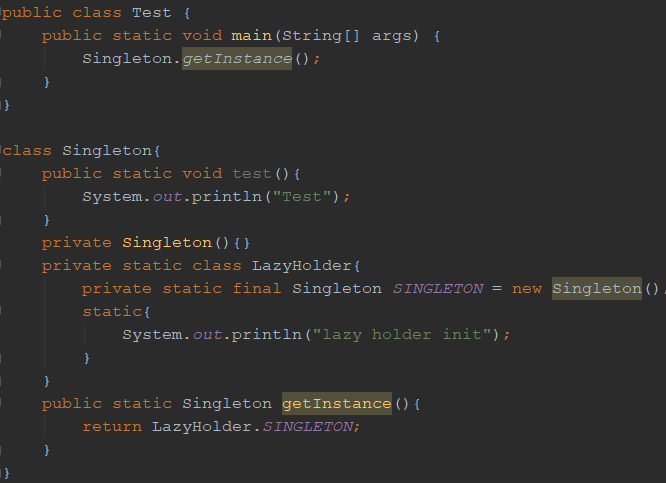 public class Test {
    public static void main(String[] args) {
        Singleton.getInstance();
    }
}

class Singleton{
    public static void test(){
        System.out.println("Test");
    }
    private Singleton(){}
    private static class LazyHolder{
        private static final Singleton SINGLETON = new Singleton()
        static{
            System.out.println("lazy holder init");
        }
    }
    public static Singleton getInstance(){
        return LazyHolder.SINGLETON;
    }
}